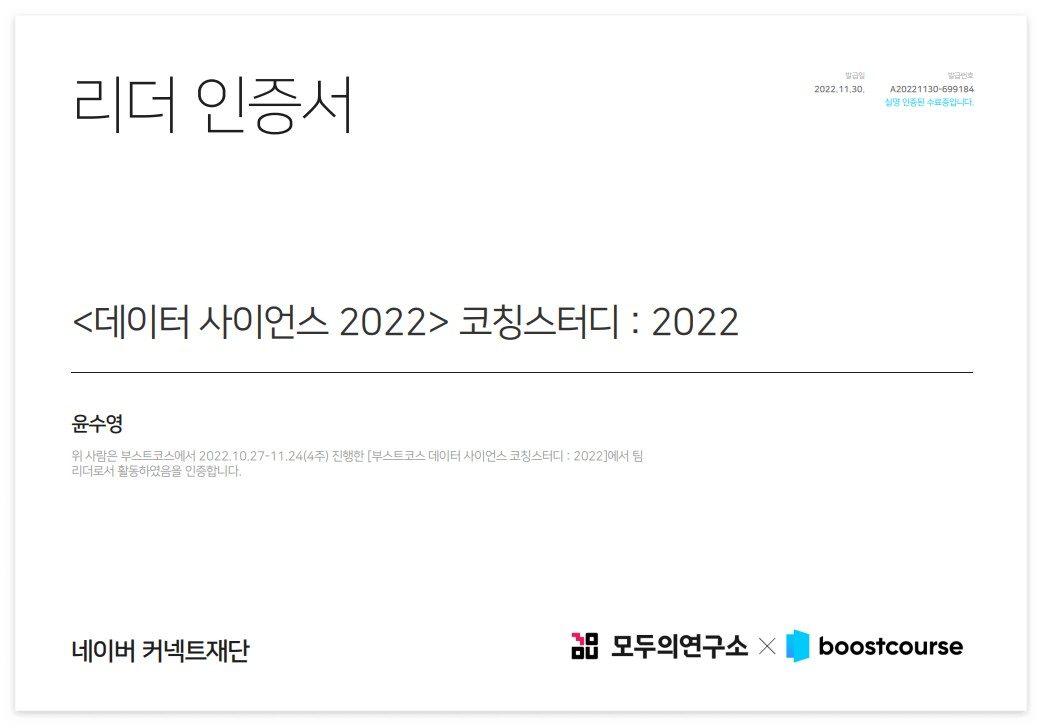 리더 인증서
발급일
2022.11.30.
발급번호
A20221130-699184
실명 인증된 수료증입니다.
<데이터 사이언스 2022> 코칭스터디 : 2022
윤수영
위 사람은 부스트코스에서 2022.10.27-11.24(4주) 진행한 [부스트코스 데이터 사이언스 코칭스터디 : 2022]에서 팀
리더로서 활동하였음을 인증합니다.
네이버 커넥트재단
모두의연구소 × boostcourse